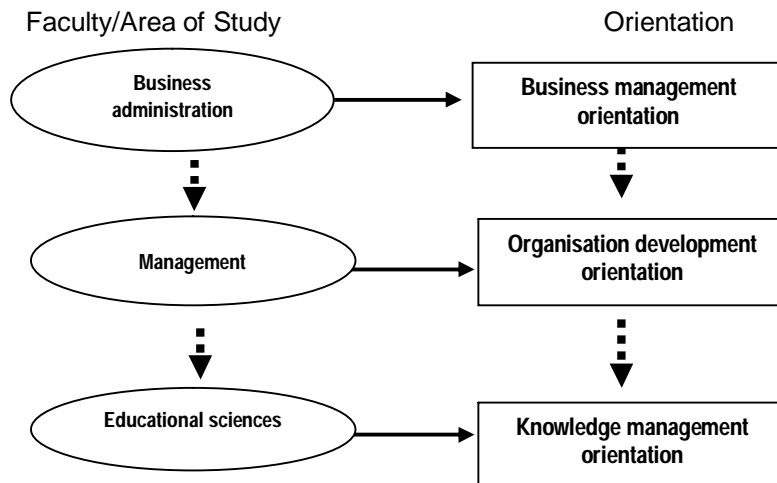 Faculty/Area of Study
Orientation
Business
administration
Business management
orientation
Management
Organisation development
orientation
Educational sciences
Knowledge management
orientation